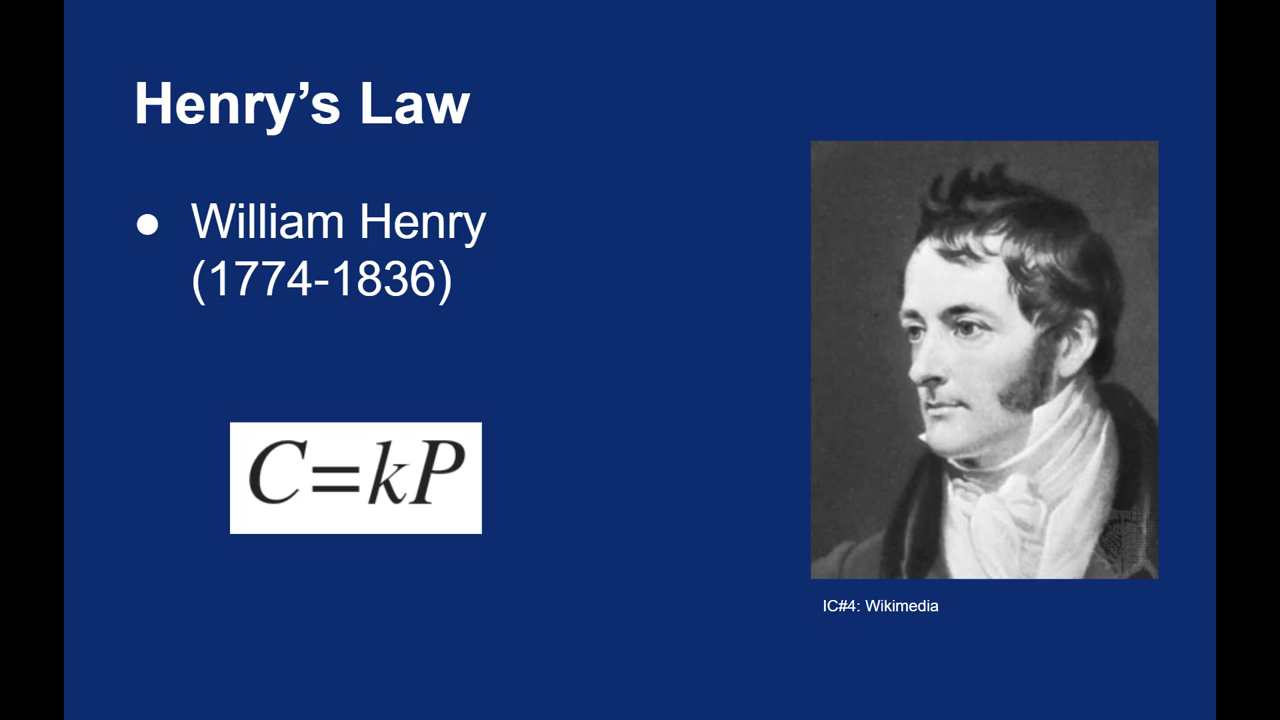 Henry’s Law
● William Henry
(1774-1836)
C=kP
IC#4: Wikimedia